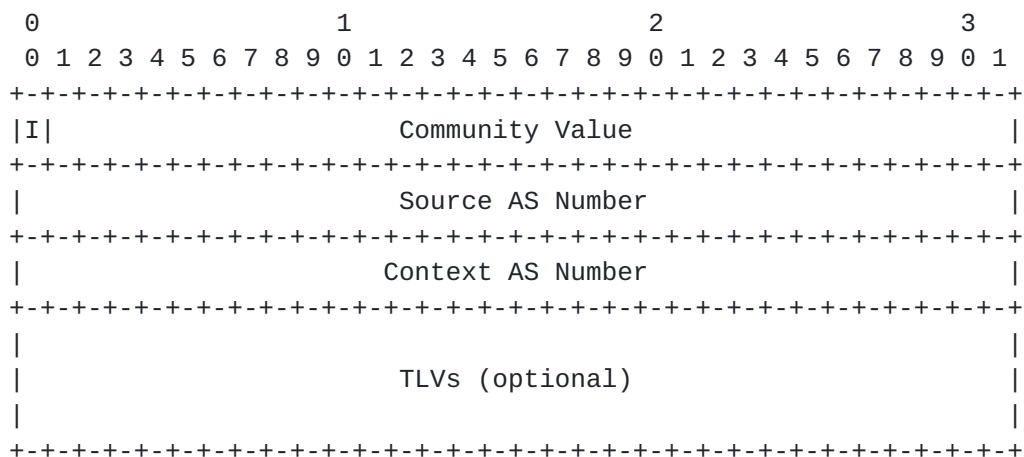 0                   1                   2                   3
 0 1 2 3 4 5 6 7 8 9 0 1 2 3 4 5 6 7 8 9 0 1 2 3 4 5 6 7 8 9 0 1
+-+-+-+-+-+-+-+-+-+-+-+-+-+-+-+-+-+-+-+-+-+-+-+-+-+-+-+-+-+-+-+-+
|I|                      Community Value                        |
+-+-+-+-+-+-+-+-+-+-+-+-+-+-+-+-+-+-+-+-+-+-+-+-+-+-+-+-+-+-+-+-+
|                        Source AS Number                       |
+-+-+-+-+-+-+-+-+-+-+-+-+-+-+-+-+-+-+-+-+-+-+-+-+-+-+-+-+-+-+-+-+
|                       Context AS Number                       |
+-+-+-+-+-+-+-+-+-+-+-+-+-+-+-+-+-+-+-+-+-+-+-+-+-+-+-+-+-+-+-+-+
|                                                               |
|                        TLVs (optional)                        |
|                                                               |
+-+-+-+-+-+-+-+-+-+-+-+-+-+-+-+-+-+-+-+-+-+-+-+-+-+-+-+-+-+-+-+-+